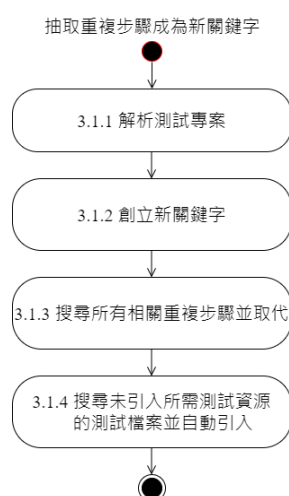 抽取重複步驟成為新關鍵字
3.1.1 解析測試專案
3.1.2 創立新關鍵字
3.1.3 搜尋所有相關重複步驟並取代
3.1.4 搜尋未引入所需測試資源
的測試檔案並自動引入